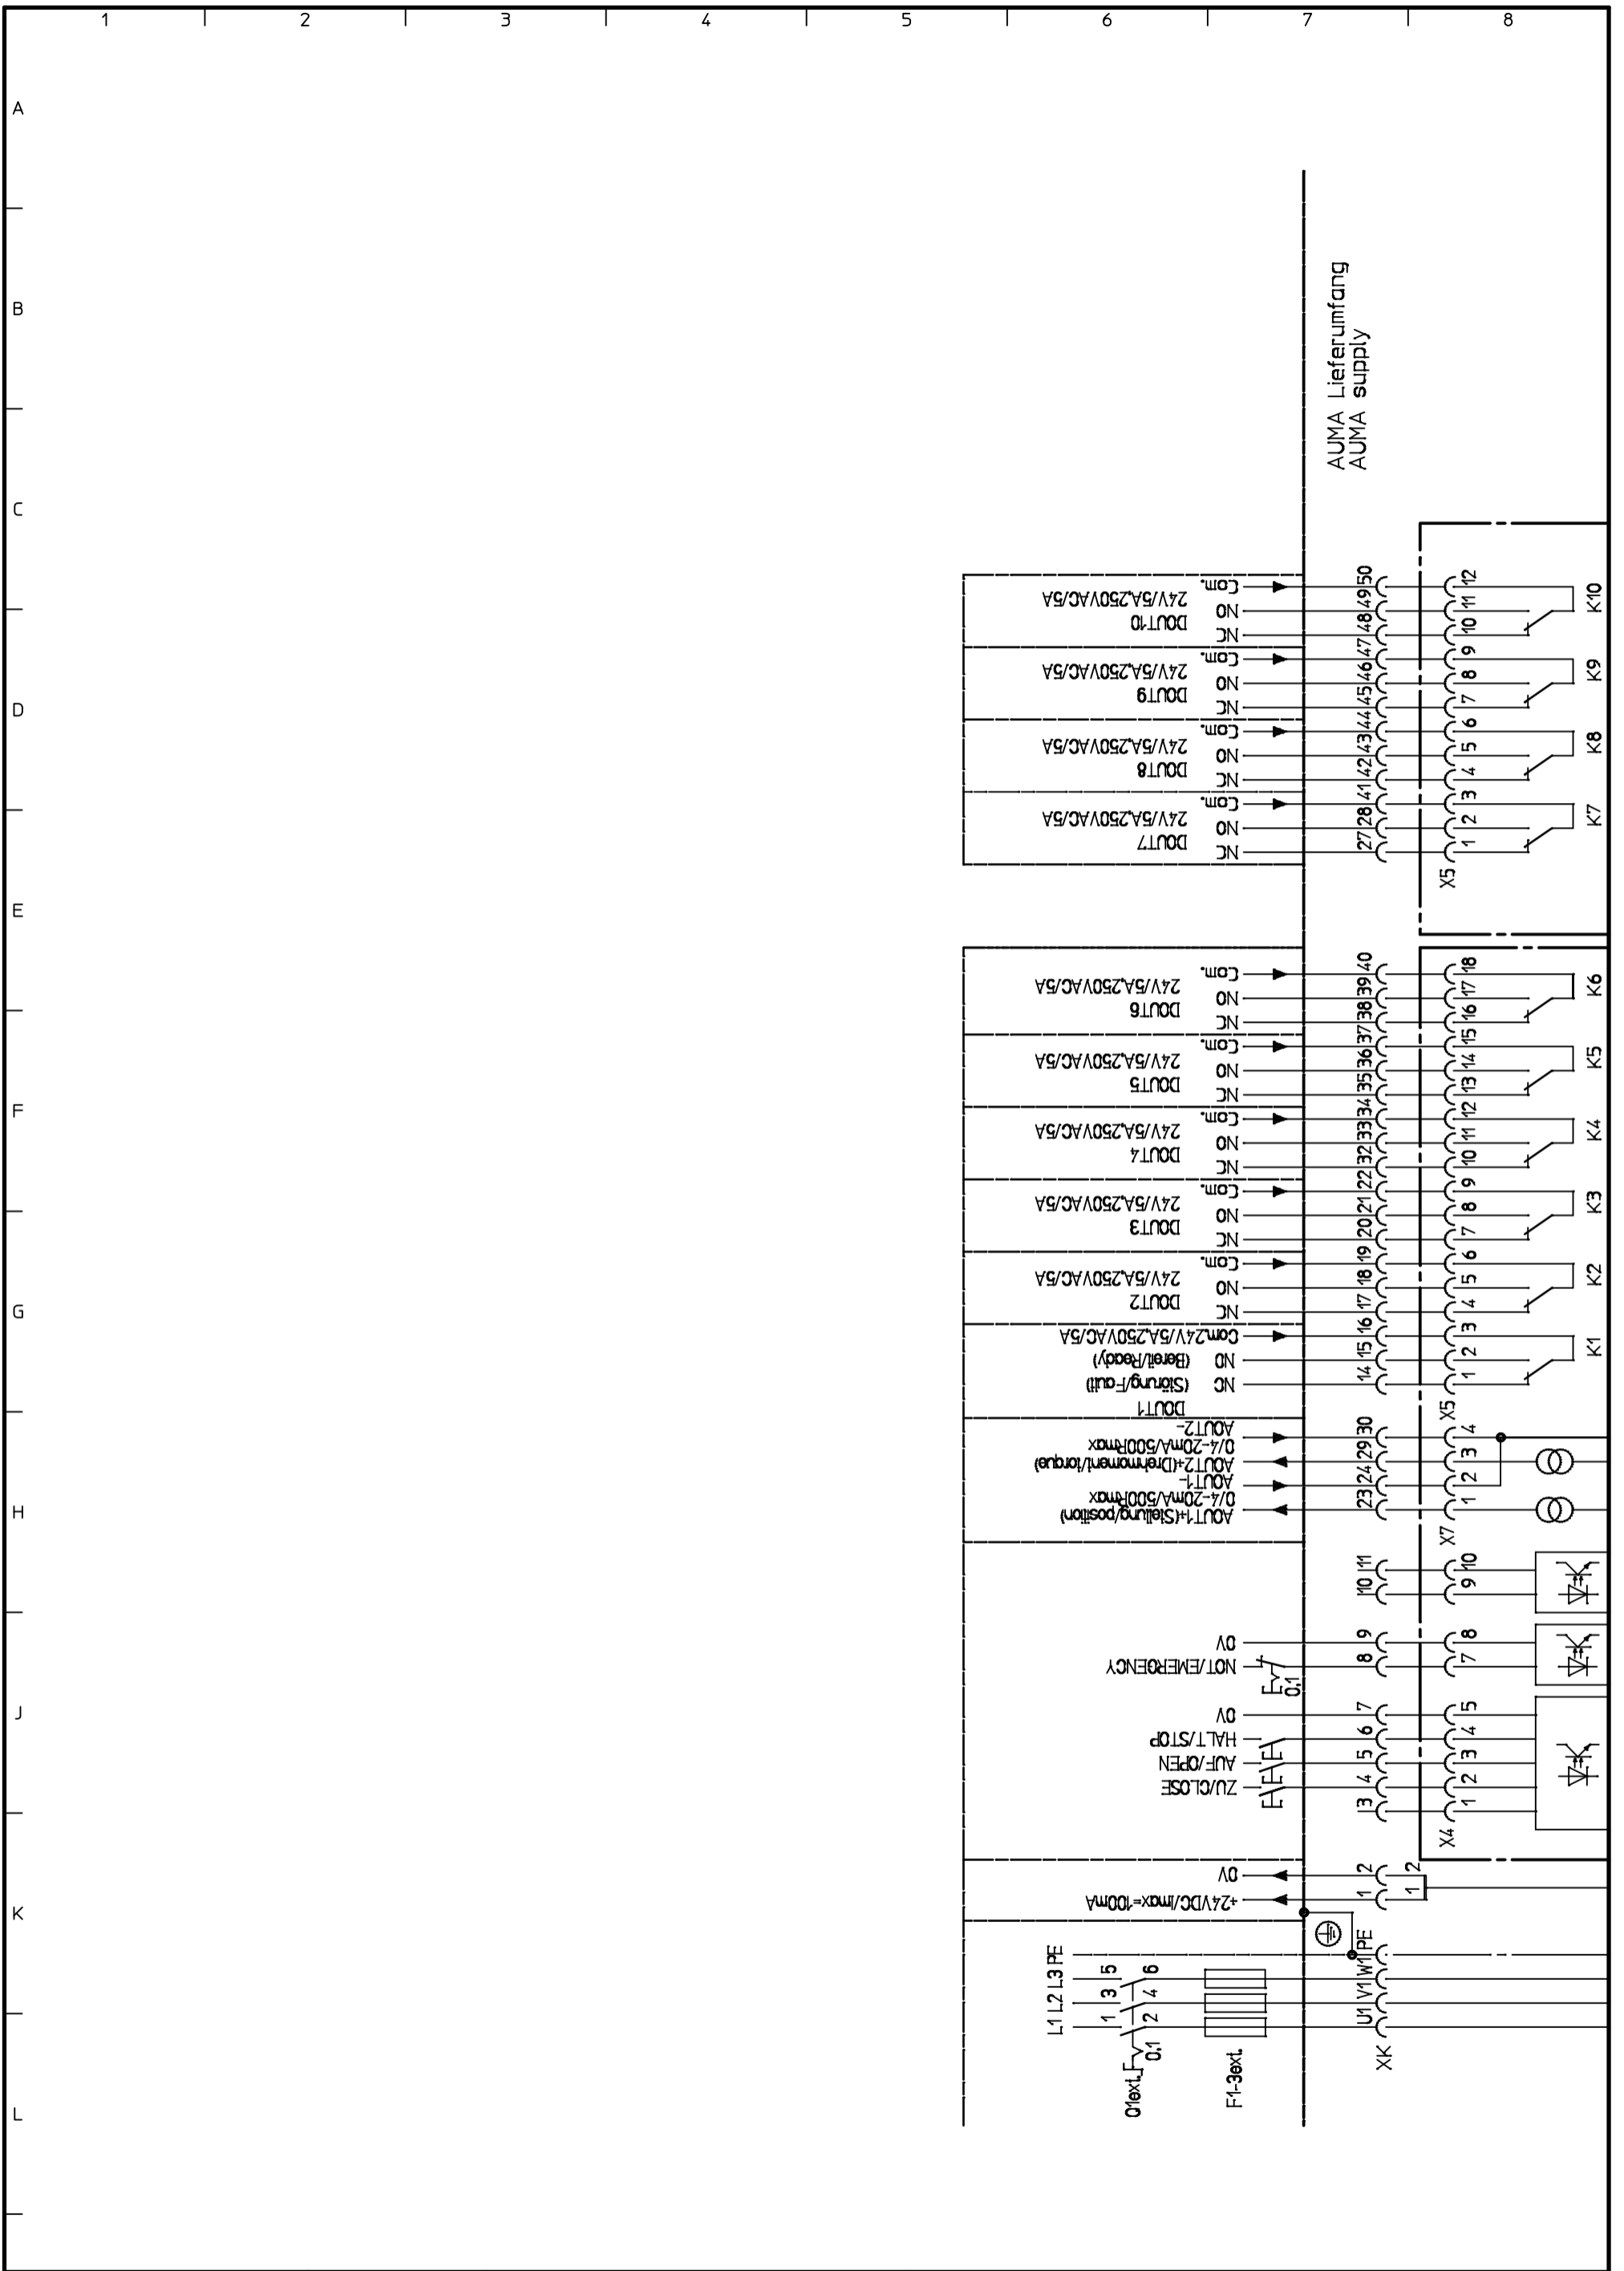 1 2 3 4 5 6 7 8
A
B
C
D
E
F
G
H
J
K
L
AUMA Lieferumfang
AUMA supply
L1 L2 L3 PE
1 3 5
2 4 6
Q1ext.
0.1
F1-3ext.
XK
U1 V1 W1 PE
+24VDC/Imax=100mA
0V
1 2
1 2
ZU/CLOSE
AUF/OPEN
HALT/STOP
0V
3 4 5 6 7
X4
1 2 3 4 5
NOT/EMERGENCY
0V
0.1
8 9
7 8
10 11
9 10
AOUT1+(Stellung/position)
0/4-20mA/500Rmax
AOUT1-
AOUT2+(Drehmoment/torque)
0/4-20mA/500Rmax
AOUT2-
23 24 29 30
X7
1 2 3 4
DOUT1
NC (Störung/Fault)
NO (Bereit/Ready)
Com. 24V/5A,250VAC/5A
14 15 16
X5
1 2 3
K1
DOUT2
24V/5A,250VAC/5A
NC NO Com.
17 18 19
4 5 6
K2
DOUT3
24V/5A,250VAC/5A
NC NO Com.
20 21 22
7 8 9
K3
DOUT4
24V/5A,250VAC/5A
NC NO Com.
32 33 34
10 11 12
K4
DOUT5
24V/5A,250VAC/5A
NC NO Com.
35 36 37
13 14 15
K5
DOUT6
24V/5A,250VAC/5A
NC NO Com.
38 39 40
16 17 18
K6
DOUT7
24V/5A,250VAC/5A
NC NO Com.
27 28 41
X5
1 2 3
K7
DOUT8
24V/5A,250VAC/5A
NC NO Com.
42 43 44
4 5 6
K8
DOUT9
24V/5A,250VAC/5A
NC NO Com.
45 46 47
7 8 9
K9
DOUT10
24V/5A,250VAC/5A
NC NO Com.
48 49 50
10 11 12
K10